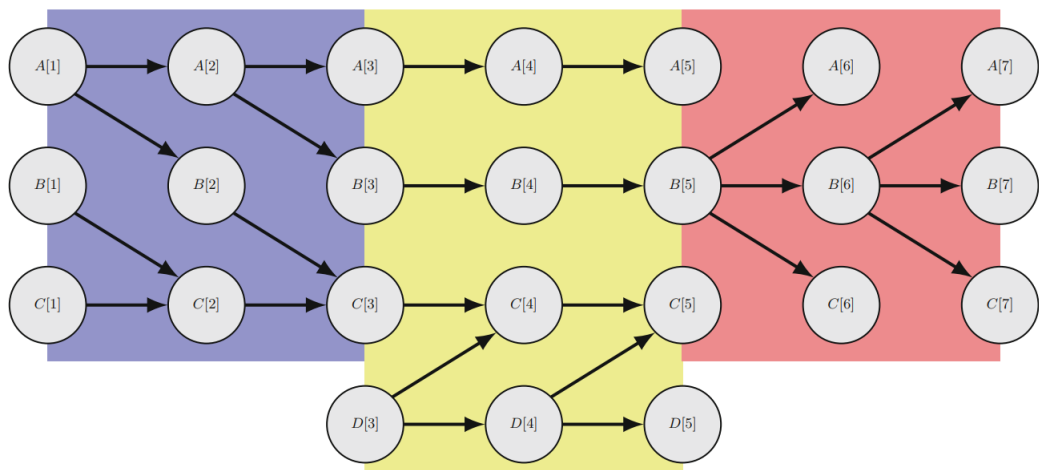 A[1] A[2] A[3] A[4] A[5] A[6] A[7]
B[1] B[2] B[3] B[4] B[5] B[6] B[7]
C[1] C[2] C[3] C[4] C[5] C[6] C[7]
D[3] D[4] D[5]